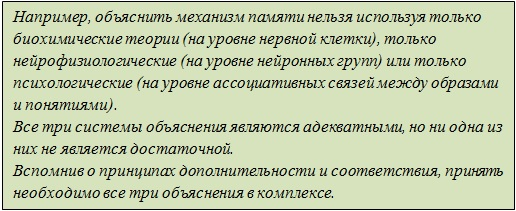 Например, объяснить механизм памяти нельзя используя только
биохимические теории (на уровне нервной клетки), только
нейрофизиологические (на уровне нейронных групп) или только
психологические (на уровне ассоциативных связей между образами
и понятиями).
Все три системы объяснения являются адекватными, но ни одна из
них не является достаточной.
Вспомнив о принципах дополнительности и соответствия, принять
необходимо все три объяснения в комплексе.